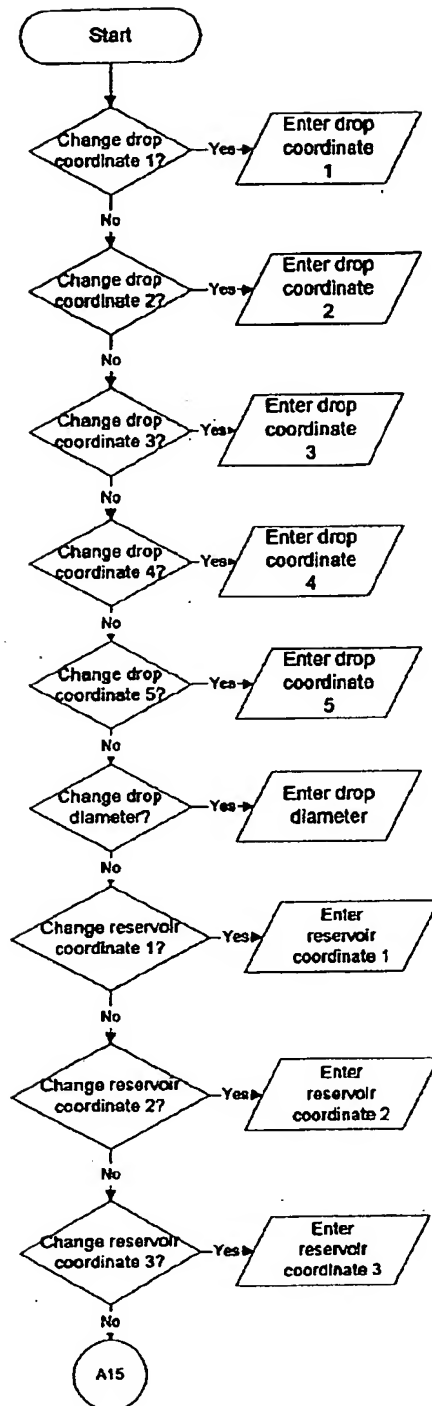 Start
Change drop
coordinate 1?
Yes
Enter drop
coordinate
1
No
Change drop
coordinate 2?
Yes
Enter drop
coordinate
2
No
Change drop
coordinate 3?
Yes
Enter drop
coordinate
3
No
Change drop
coordinate 4?
Yes
Enter drop
coordinate
4
No
Change drop
coordinate 5?
Yes
Enter drop
coordinate
5
No
Change drop
diameter?
Yes
Enter drop
diameter
No
Change reservoir
coordinate 1?
Yes
Enter
reservoir
coordinate 1
No
Change reservoir
coordinate 2?
Yes
Enter
reservoir
coordinate 2
No
Change reservoir
coordinate 3?
Yes
Enter
reservoir
coordinate 3
No
A15